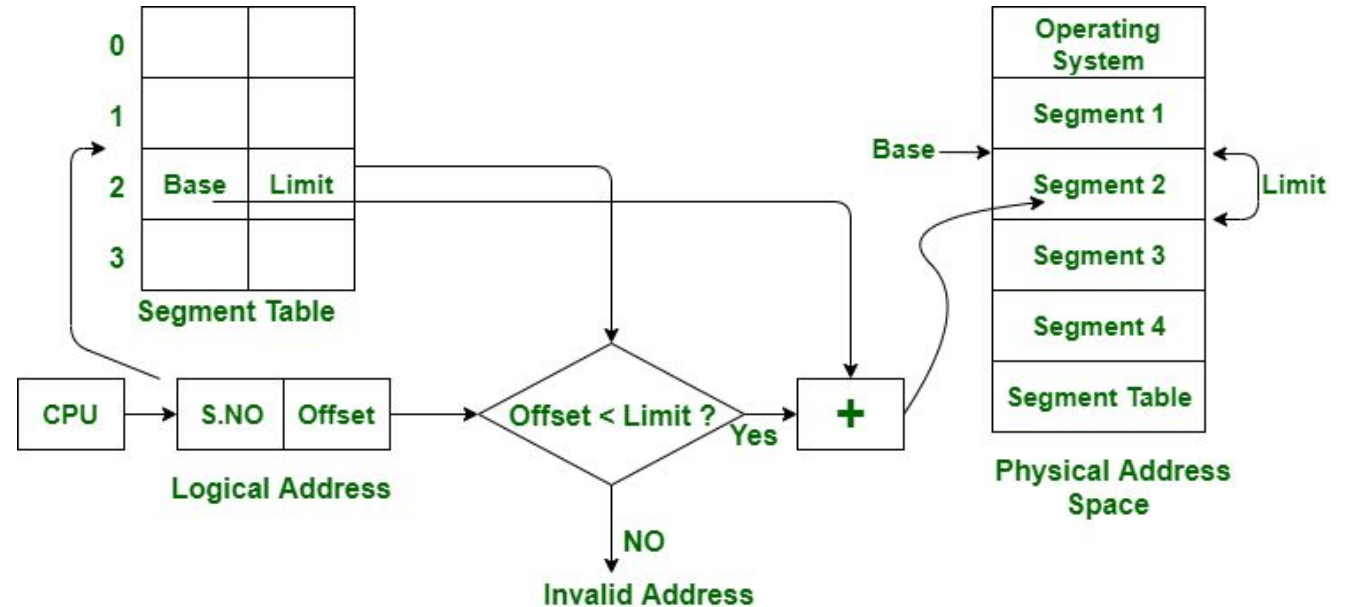 0
1
2
3
Base Limit
Segment Table
CPU
S.NO Offset
Logical Address
Offset < Limit ?
Yes
+
NO
Invalid Address
Operating
System
Segment 1
Base
Segment 2
Limit
Segment 3
Segment 4
Segment Table
Physical Address
Space